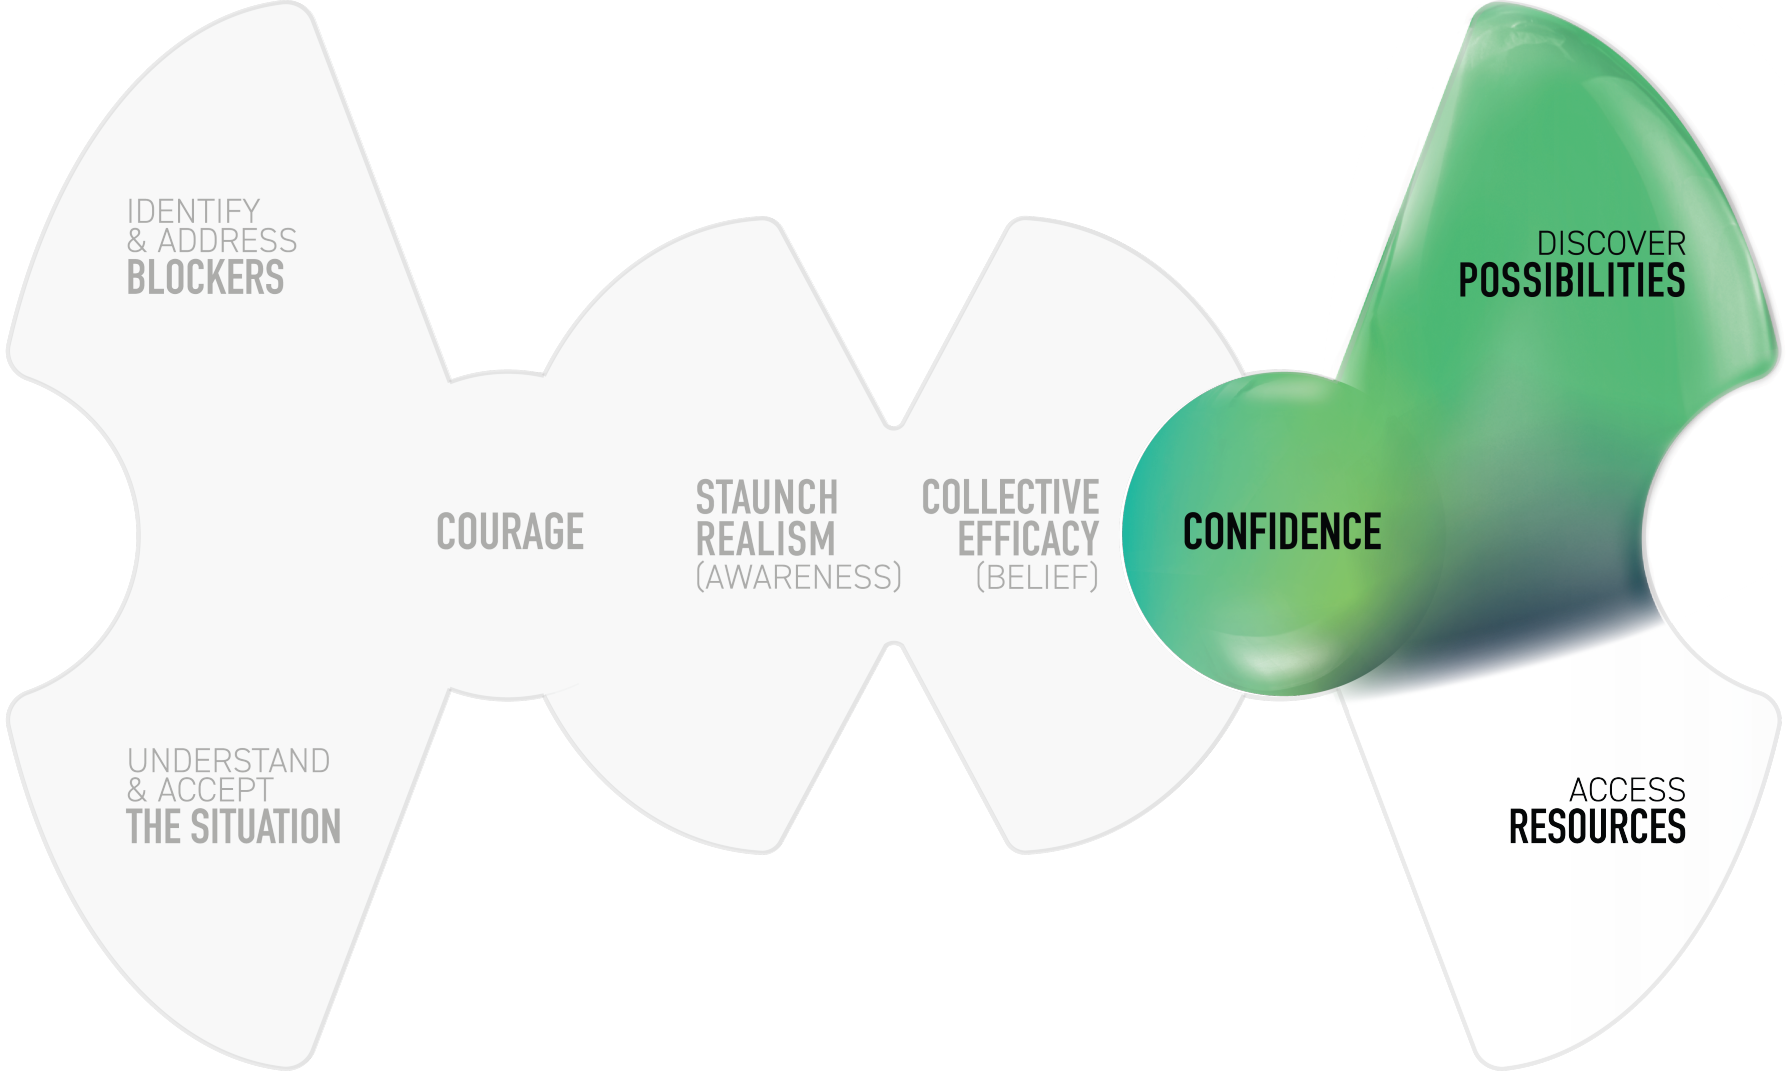 IDENTIFY
& ADDRESS
BLOCKERS
UNDERSTAND
& ACCEPT
THE SITUATION
COURAGE
STAUNCH
REALISM
(AWARENESS)
COLLECTIVE
EFFICACY
(BELIEF)
CONFIDENCE
DISCOVER
POSSIBILITIES
ACCESS
RESOURCES